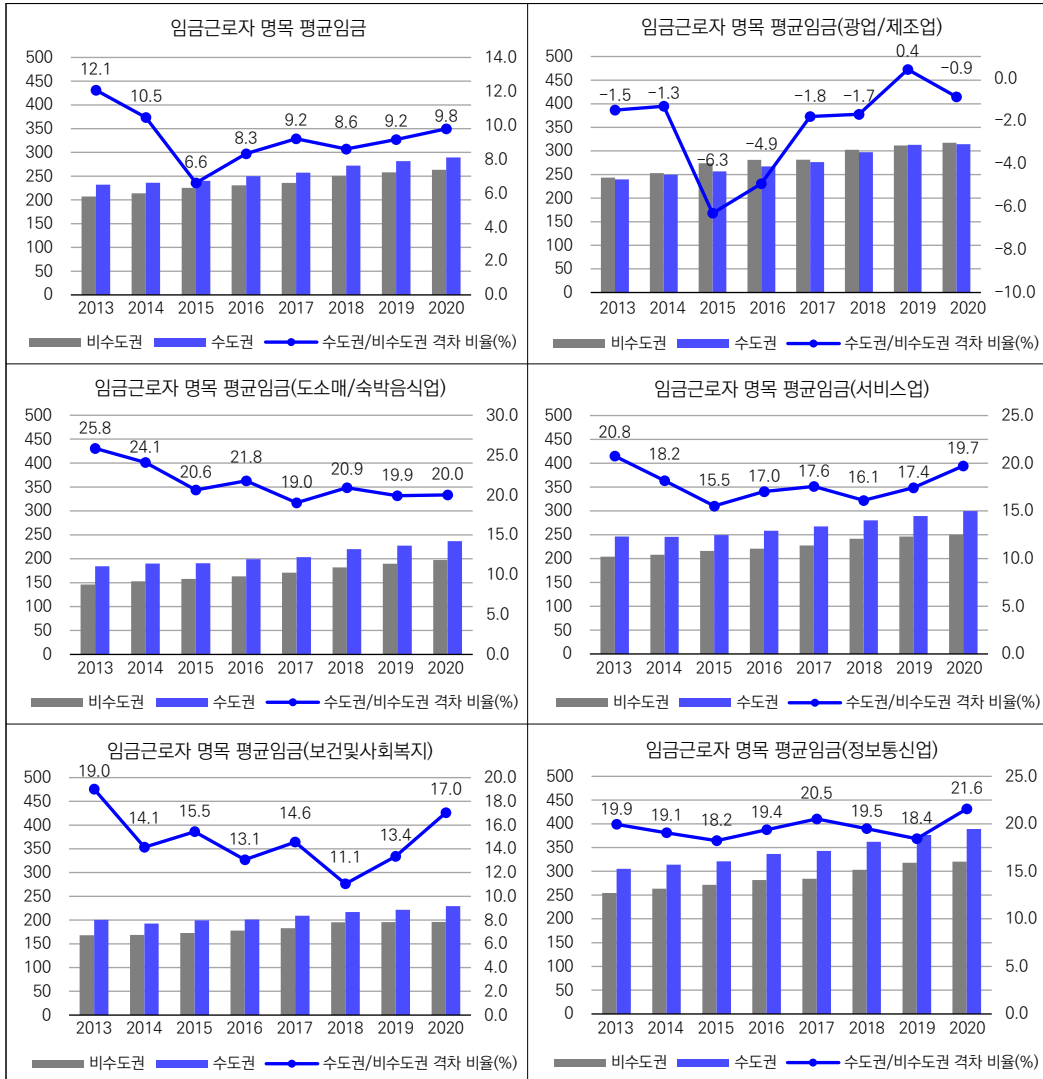 임금근로자 명목 평균임금
500 450 400 350 300 250 200 150 100 50 0
14.0 12.0 10.0 8.0 6.0 4.0 2.0 0.0
12.1 10.5 6.6 8.3 9.2 8.6 9.2 9.8
2013 2014 2015 2016 2017 2018 2019 2020
비수도권 수도권 수도권/비수도권 격차 비율(%)
임금근로자 명목 평균임금(광업/제조업)
500 450 400 350 300 250 200 150 100 50 0
0.0 −2.0 −4.0 −6.0 −8.0 −10.0
−1.5 −1.3 −6.3 −4.9 −1.8 −1.7 0.4 −0.9
2013 2014 2015 2016 2017 2018 2019 2020
비수도권 수도권 수도권/비수도권 격차 비율(%)
임금근로자 명목 평균임금(도소매/숙박음식업)
500 450 400 350 300 250 200 150 100 50 0
30.0 25.0 20.0 15.0 10.0 5.0 0.0
25.8 24.1 20.6 21.8 19.0 20.9 19.9 20.0
2013 2014 2015 2016 2017 2018 2019 2020
비수도권 수도권 수도권/비수도권 격차 비율(%)
임금근로자 명목 평균임금(서비스업)
500 450 400 350 300 250 200 150 100 50 0
25.0 20.0 15.0 10.0 5.0 0.0
20.8 18.2 15.5 17.0 17.6 16.1 17.4 19.7
2013 2014 2015 2016 2017 2018 2019 2020
비수도권 수도권 수도권/비수도권 격차 비율(%)
임금근로자 명목 평균임금(보건및사회복지)
500 450 400 350 300 250 200 150 100 50 0
20.0 18.0 16.0 14.0 12.0 10.0 8.0 6.0 4.0 2.0 0.0
19.0 14.1 15.5 13.1 14.6 11.1 13.4 17.0
2013 2014 2015 2016 2017 2018 2019 2020
비수도권 수도권 수도권/비수도권 격차 비율(%)
임금근로자 명목 평균임금(정보통신업)
500 450 400 350 300 250 200 150 100 50 0
25.0 20.0 15.0 10.0 5.0 0.0
19.9 19.1 18.2 19.4 20.5 19.5 18.4 21.6
2013 2014 2015 2016 2017 2018 2019 2020
비수도권 수도권 수도권/비수도권 격차 비율(%)